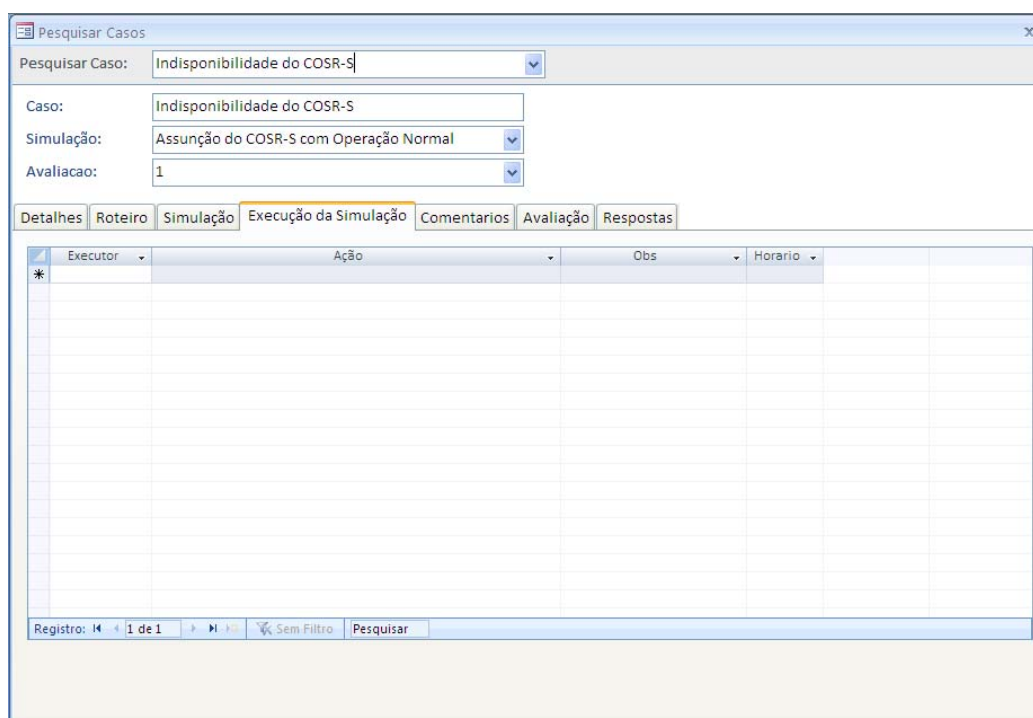 Pesquisar Casos
Pesquisar Caso: Indisponibilidade do COSR-S
Caso: Indisponibilidade do COSR-S
Simulação: Assunção do COSR-S com Operação Normal
Avaliacao: 1
Detalhes Roteiro Simulação Execução da Simulação Comentarios Avaliação Respostas
Executor Ação Obs Horario
Registro: 1 de 1 Sem Filtro Pesquisar